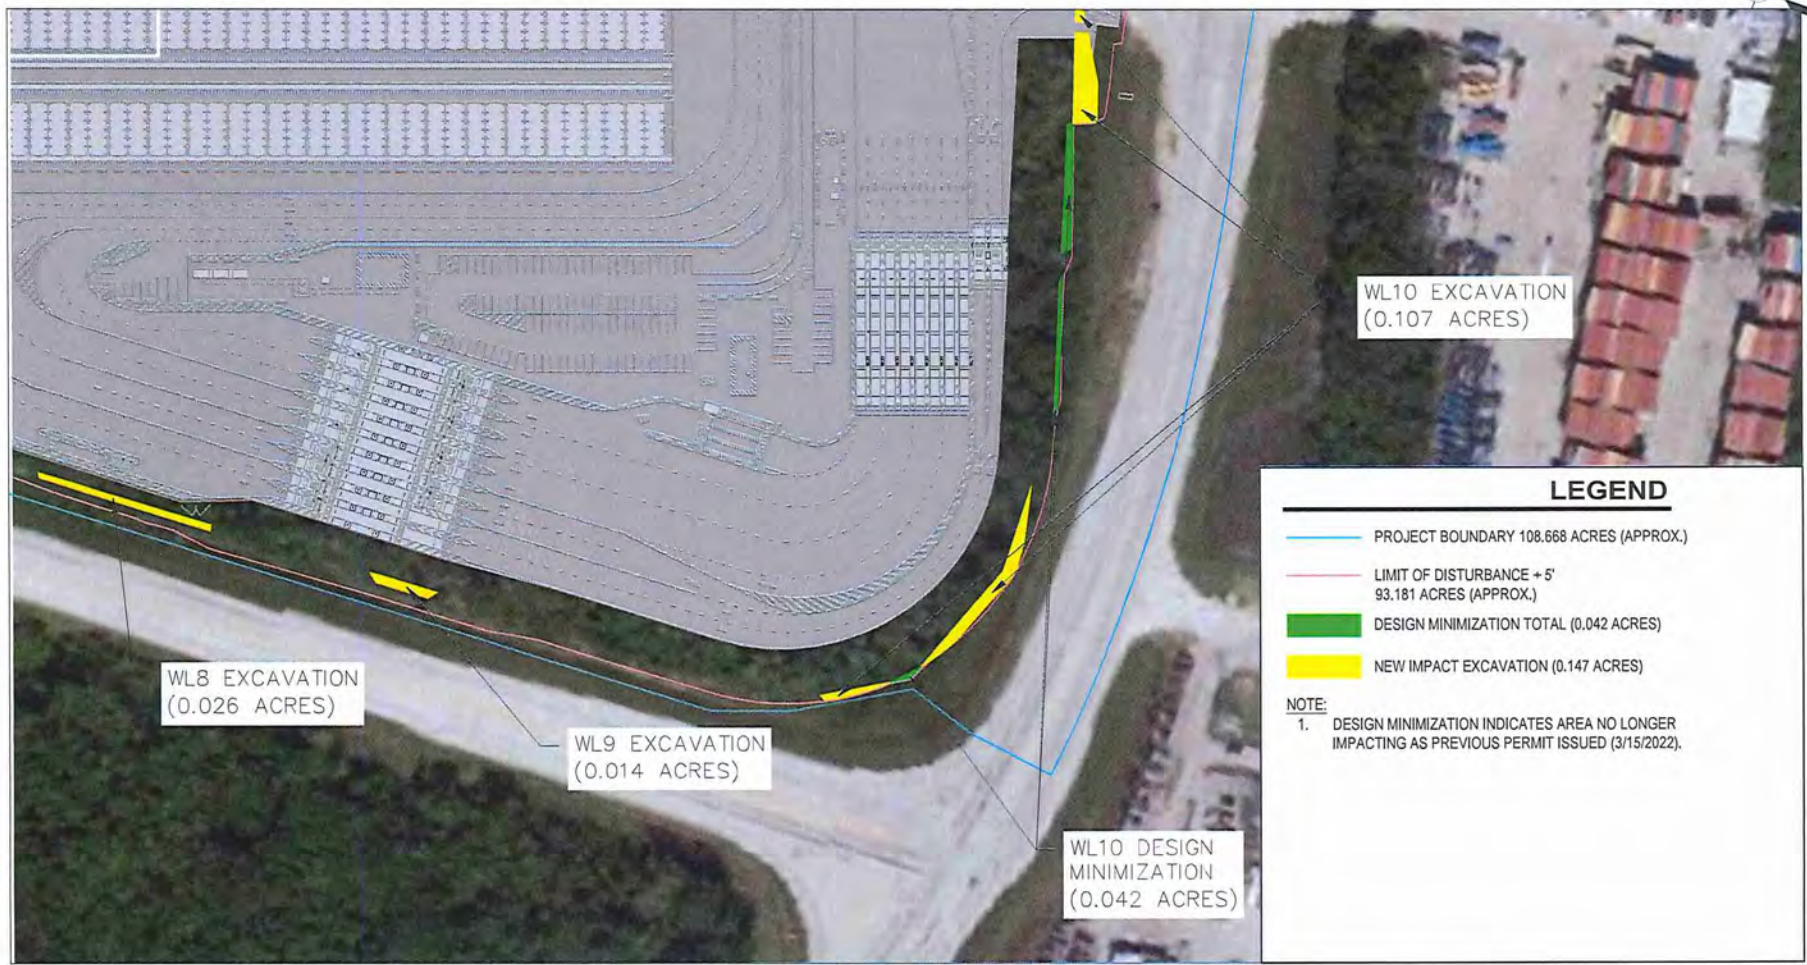 WL10 EXCAVATION
(0.107 ACRES)
LEGEND
PROJECT BOUNDARY 108.668 ACRES (APPROX.)
LIMIT OF DISTURBANCE + 5'
93.181 ACRES (APPROX.)
DESIGN MINIMIZATION TOTAL (0.042 ACRES)
NEW IMPACT EXCAVATION (0.147 ACRES)
NOTE:
1. DESIGN MINIMIZATION INDICATES AREA NO LONGER
IMPACTING AS PREVIOUS PERMIT ISSUED (3/15/2022).
WL8 EXCAVATION
(0.026 ACRES)
WL9 EXCAVATION
(0.014 ACRES)
WL10 DESIGN
MINIMIZATION
(0.042 ACRES)